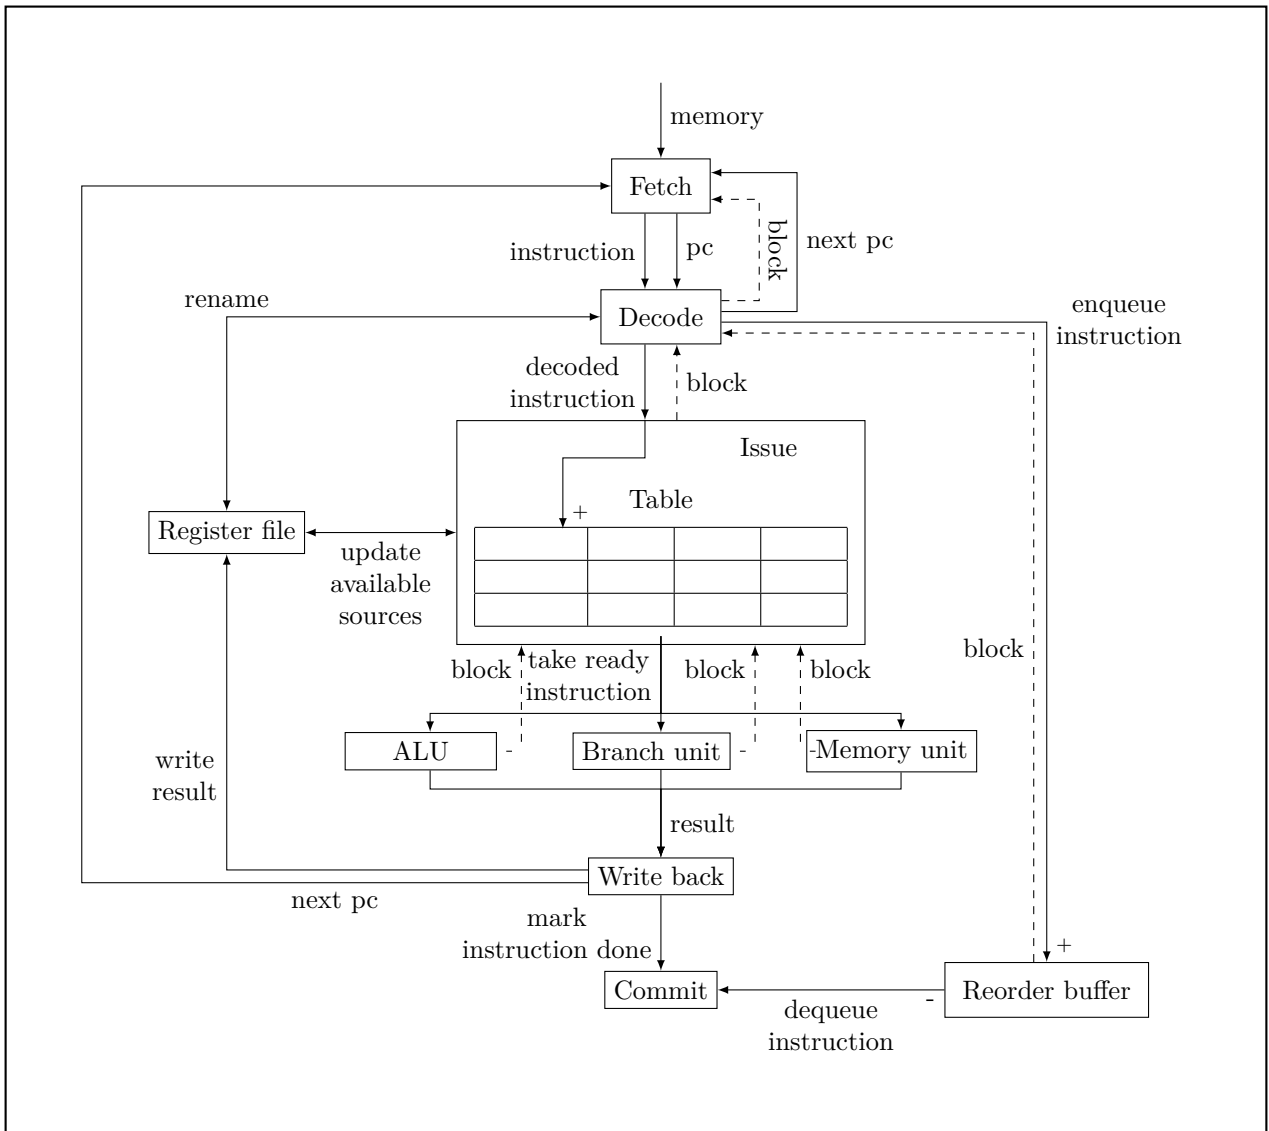 memory
Fetch
instruction
pc
block
next pc
rename
Decode
enqueue
instruction
decoded
instruction
block
Issue
Table
+
Register file
update
available
sources
block
take ready
instruction
block
block
block
ALU
-
Branch unit
-
-
Memory unit
write
result
result
Write back
next pc
mark
instruction done
+
Commit
-
Reorder buffer
dequeue
instruction